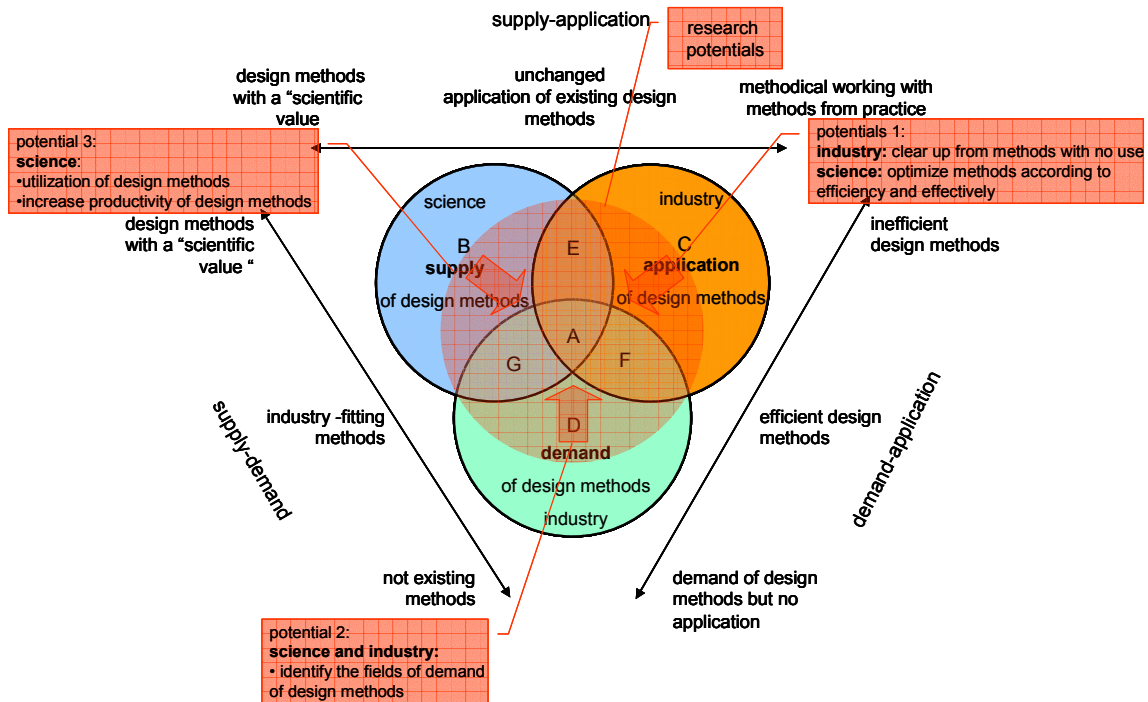 supply-application
research
potentials
design methods
with a “scientific
value
unchanged
application of existing design
methods
methodical working with
methods from practice
potential 3:
science:
•utilization of design methods
•increase productivity of design methods
potentials 1:
industry: clear up from methods with no use
science: optimize methods according to
efficiency and effectively
design methods
with a “scientific
value “
inefficient
design methods
science
industry
B
E
C
supply
application
of design methods
of design methods
A
G
F
D
demand
of design methods
industry
supply-demand
industry -fitting
methods
efficient design
methods
demand-application
not existing
methods
demand of design
methods but no
application
potential 2:
science and industry:
• identify the fields of demand
of design methods